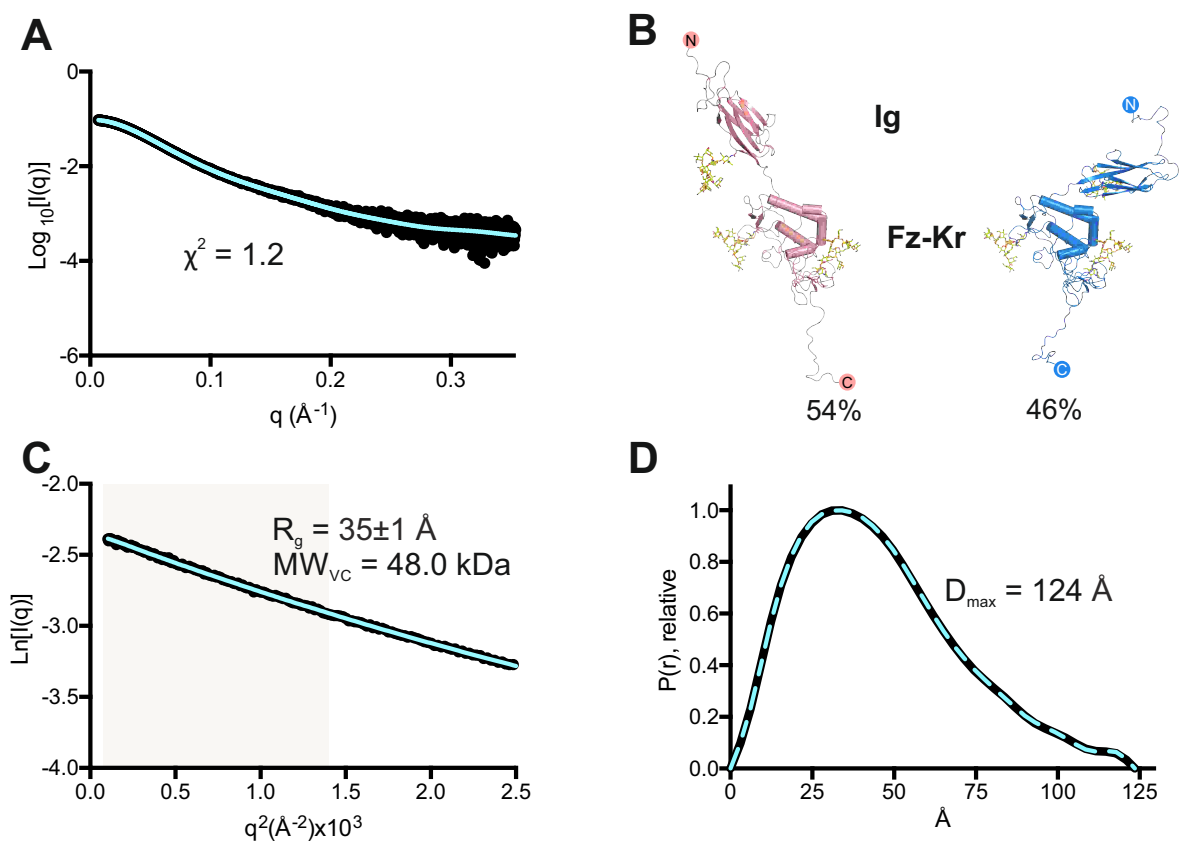 A
0
-2
-4
-6
Log 10[I(q)]
χ² = 1.2
0.0 0.1 0.2 0.3
q (Å⁻¹)
B
N
N
Ig
Fz-Kr
C
C
54% 46%
C
-2.0
-2.5
-3.0
-3.5
-4.0
Ln[I(q)]
Rg = 35±1 Å
MWVC = 48.0 kDa
0.0 0.5 1.0 1.5 2.0 2.5
q²(Å⁻²)x10³
D
1.0
0.8
0.6
0.4
0.2
0.0
P(r), relative
Dmax = 124 Å
0 25 50 75 100 125
Å